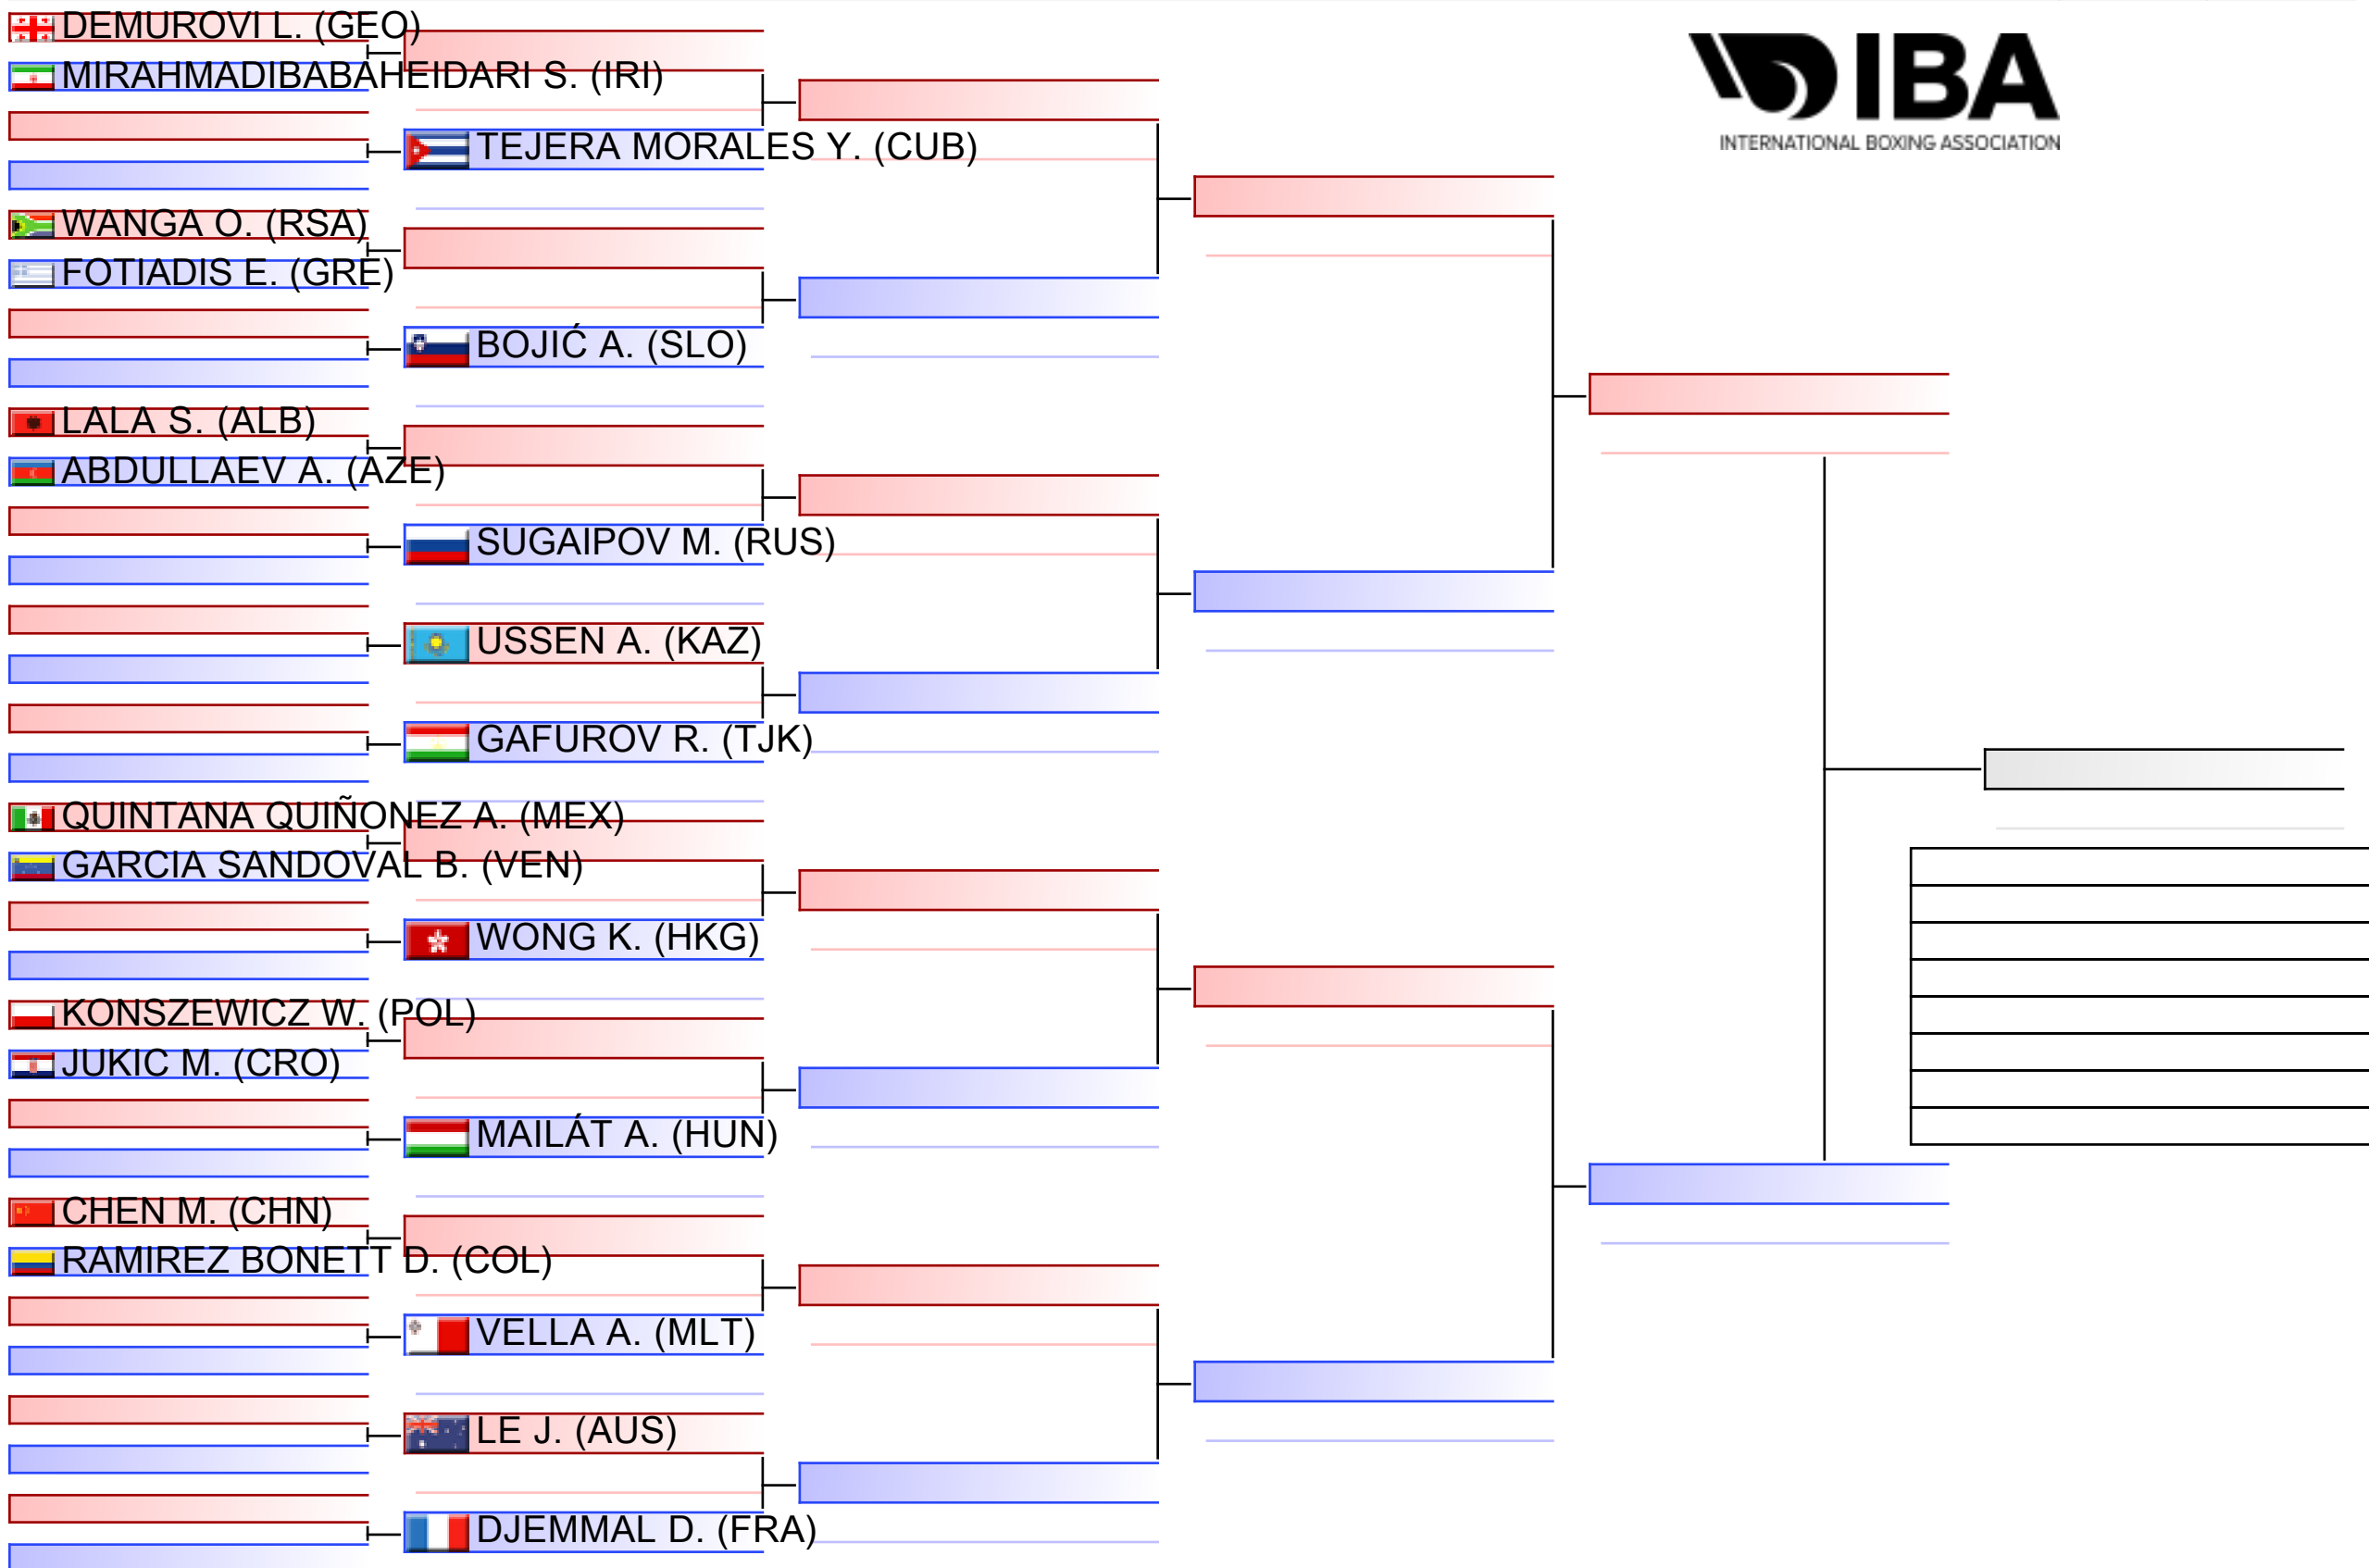 DEMUROVI L. (GEO)
MIRAHMADIBABAHEIDARI S. (IRI)
TEJERA MORALES Y. (CUB)
WANGA O. (RSA)
FOTIADIS E. (GRE)
BOJIĆ A. (SLO)
LALA S. (ALB)
ABDULLAEV A. (AZE)
SUGAIPOV M. (RUS)
USSEN A. (KAZ)
GAFUROV R. (TJK)
QUINTANA QUIÑONEZ A. (MEX)
GARCIA SANDOVAL B. (VEN)
WONG K. (HKG)
KONSZEWICZ W. (POL)
JUKIC M. (CRO)
MAILÁT A. (HUN)
CHEN M. (CHN)
RAMIREZ BONETT D. (COL)
VELLA A. (MLT)
LE J. (AUS)
DJEMMAL D. (FRA)
IBA
INTERNATIONAL BOXING ASSOCIATION